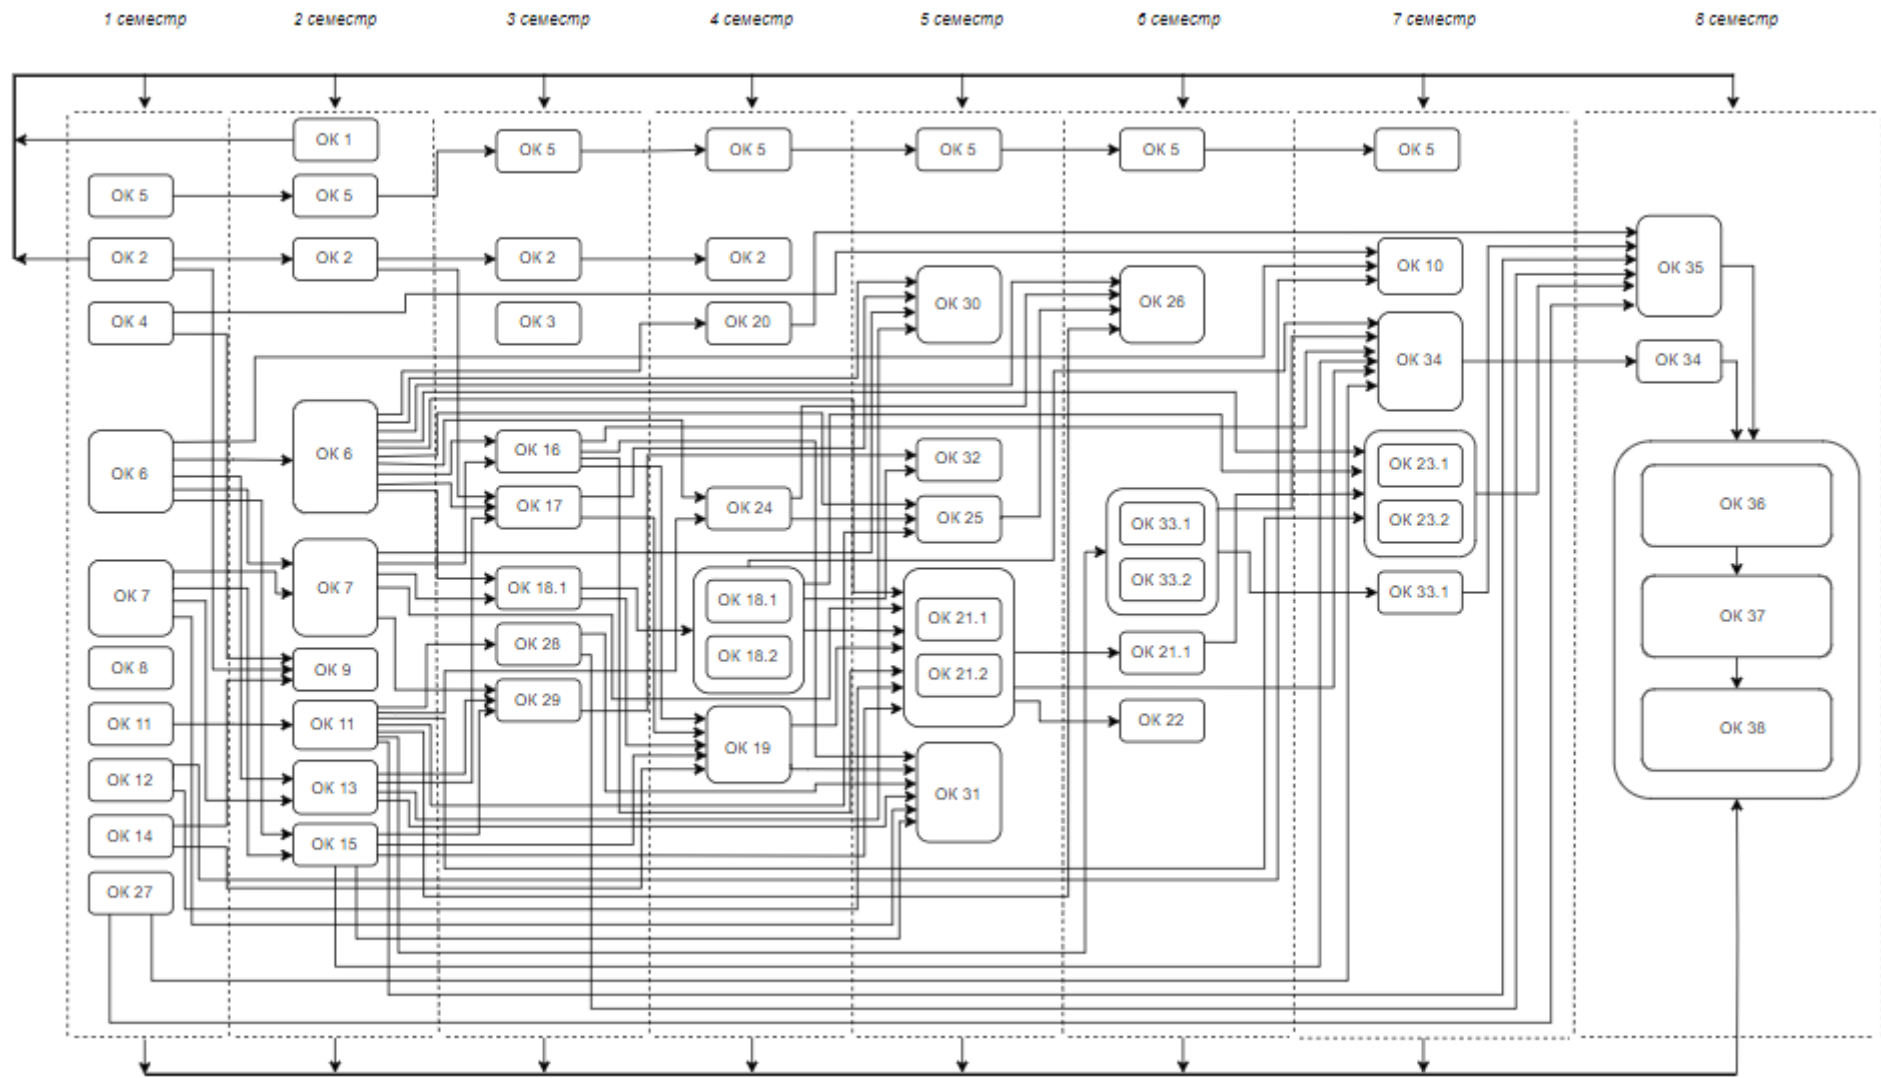 1 семестр
2 семестр
3 семестр
4 семестр
5 семестр
6 семестр
7 семестр
8 семестр
ОК 5
ОК 2
ОК 4
ОК 6
ОК 7
ОК 8
ОК 11
ОК 12
ОК 14
ОК 27
ОК 1
ОК 5
ОК 2
ОК 6
ОК 7
ОК 9
ОК 11
ОК 13
ОК 15
ОК 5
ОК 2
ОК 3
ОК 16
ОК 17
ОК 18.1
ОК 28
ОК 29
ОК 5
ОК 2
ОК 20
ОК 24
ОК 18.1
ОК 18.2
ОК 19
ОК 5
ОК 30
ОК 32
ОК 25
ОК 21.1
ОК 21.2
ОК 31
ОК 5
ОК 26
ОК 33.1
ОК 33.2
ОК 21.1
ОК 22
ОК 5
ОК 10
ОК 34
ОК 23.1
ОК 23.2
ОК 33.1
ОК 35
ОК 34
ОК 36
ОК 37
ОК 38